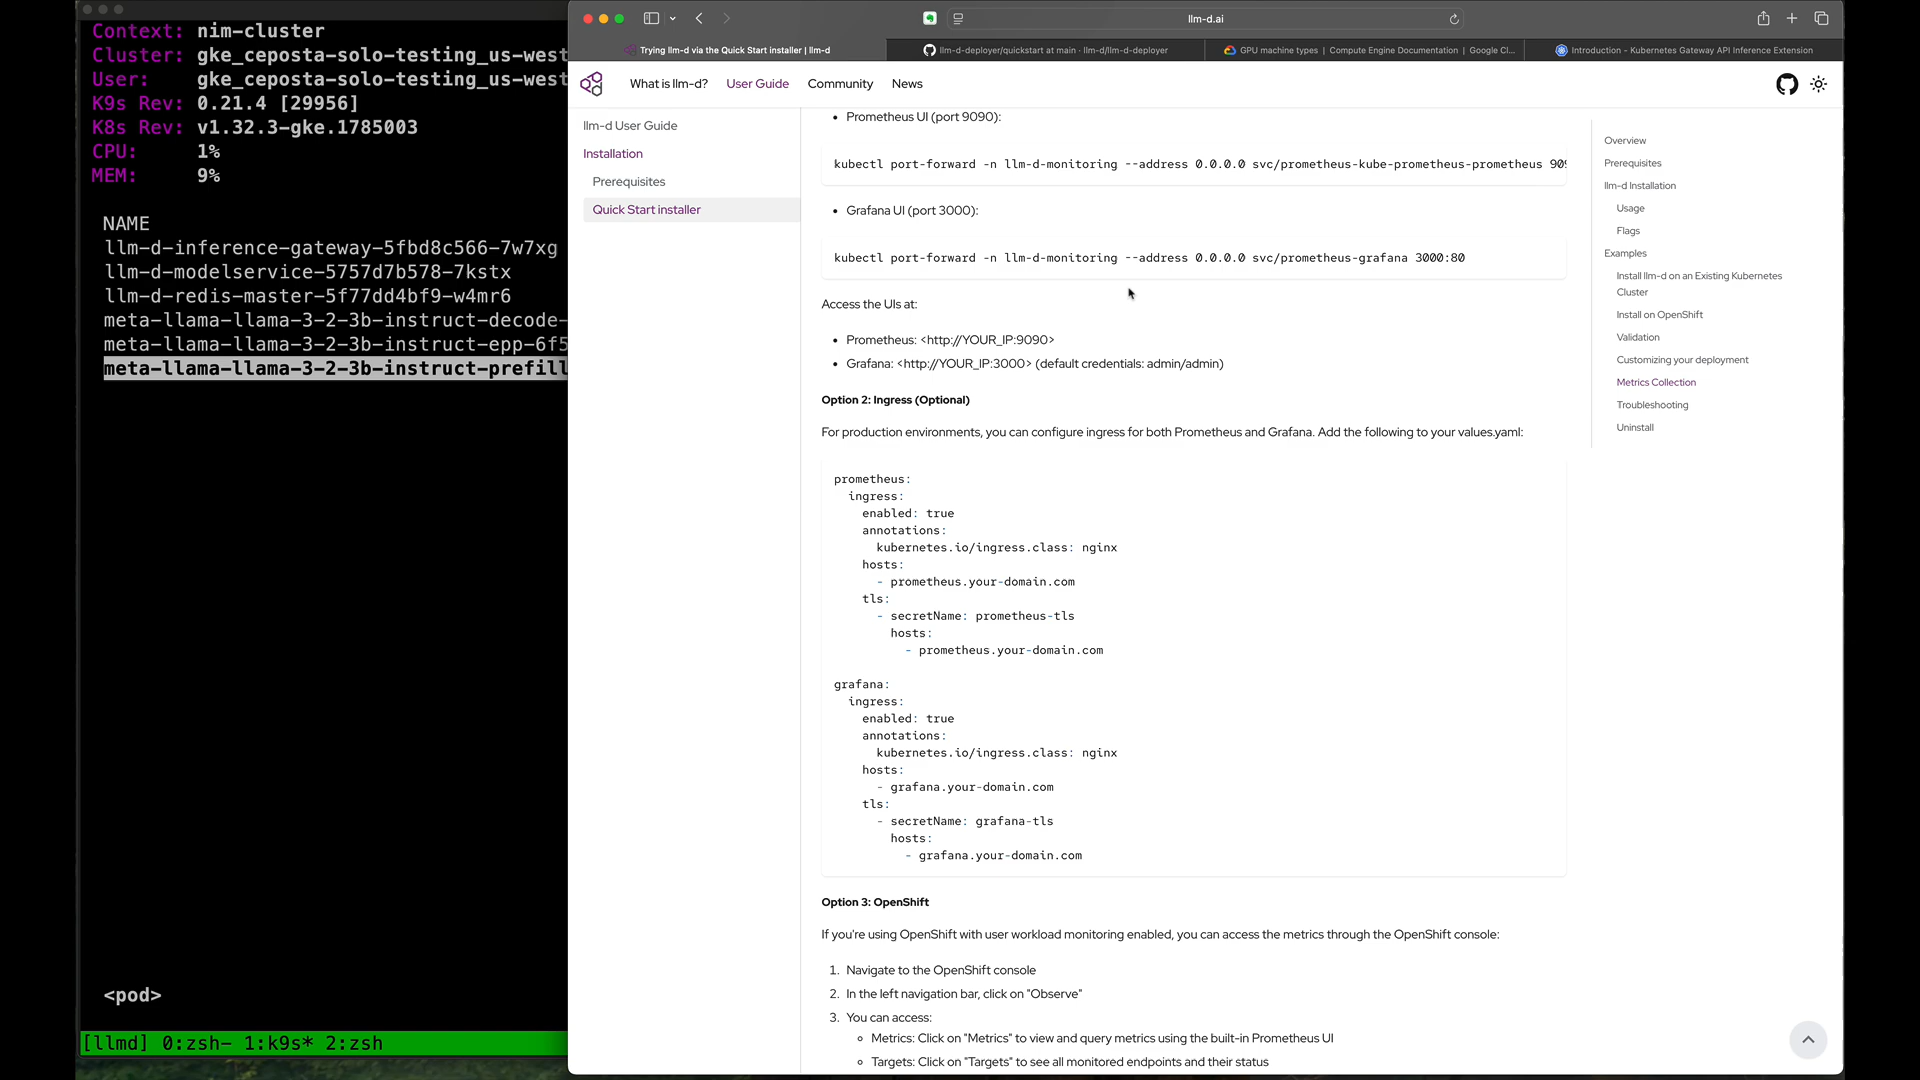 Context: nim-cluster
Cluster: gke_ceposta-solo-testing_us-west
User: gke_ceposta-solo-testing_us-west
K9s Rev: 0.21.4 [29956]
K8s Rev: v1.32.3-gke.1785003
CPU: 1%
MEM: 9%
NAME
llm-d-inference-gateway-5fbd8c566-7w7xg
llm-d-modelservice-5757d7b578-7kstx
llm-d-redis-master-5f77dd4bf9-w4mr6
meta-llama-llama-3-2-3b-instruct-decode-
meta-llama-llama-3-2-3b-instruct-epp-6f5
meta-llama-llama-3-2-3b-instruct-prefill
<pod>
[llmd] 0:zsh- 1:k9s* 2:zsh
llm-d.ai
Trying llm-d via the Quick Start installer | llm-d
llm-d-deployer/quickstart at main · llm-d/llm-d-deployer
GPU machine types | Compute Engine Documentation | Google Cl...
Introduction - Kubernetes Gateway API Inference Extension
What is llm-d?
User Guide
Community
News
llm-d User Guide
Installation
Prerequisites
Quick Start installer
• Prometheus UI (port 9090):
kubectl port-forward -n llm-d-monitoring --address 0.0.0.0 svc/prometheus-kube-prometheus-prometheus 909
• Grafana UI (port 3000):
kubectl port-forward -n llm-d-monitoring --address 0.0.0.0 svc/prometheus-grafana 3000:80
Access the UIs at:
• Prometheus: <http://YOUR_IP:9090>
• Grafana: <http://YOUR_IP:3000> (default credentials: admin/admin)
Option 2: Ingress (Optional)
For production environments, you can configure ingress for both Prometheus and Grafana. Add the following to your values.yaml:
prometheus:
  ingress:
    enabled: true
    annotations:
      kubernetes.io/ingress.class: nginx
    hosts:
      - prometheus.your-domain.com
    tls:
      - secretName: prometheus-tls
        hosts:
          - prometheus.your-domain.com
grafana:
  ingress:
    enabled: true
    annotations:
      kubernetes.io/ingress.class: nginx
    hosts:
      - grafana.your-domain.com
    tls:
      - secretName: grafana-tls
        hosts:
          - grafana.your-domain.com
Option 3: OpenShift
If you're using OpenShift with user workload monitoring enabled, you can access the metrics through the OpenShift console:
1. Navigate to the OpenShift console
2. In the left navigation bar, click on "Observe"
3. You can access:
Metrics: Click on "Metrics" to view and query metrics using the built-in Prometheus UI
Targets: Click on "Targets" to see all monitored endpoints and their status
Overview
Prerequisites
llm-d Installation
Usage
Flags
Examples
Install llm-d on an Existing Kubernetes
Cluster
Install on OpenShift
Validation
Customizing your deployment
Metrics Collection
Troubleshooting
Uninstall